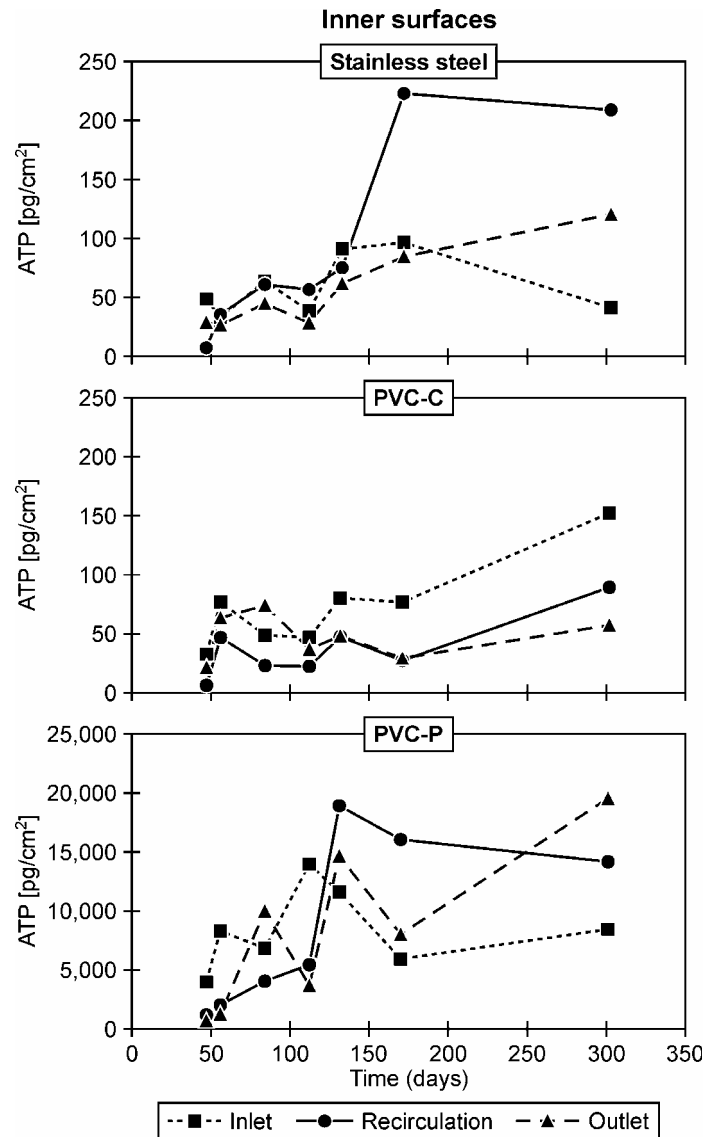 Inner surfaces
Stainless steel
250
200
150
100
50
0
ATP [pg/cm²]
PVC-C
250
200
150
100
50
0
ATP [pg/cm²]
PVC-P
25,000
20,000
15,000
10,000
5,000
0
ATP [pg/cm²]
0 50 100 150 200 250 300 350
Time (days)
Inlet Recirculation Outlet